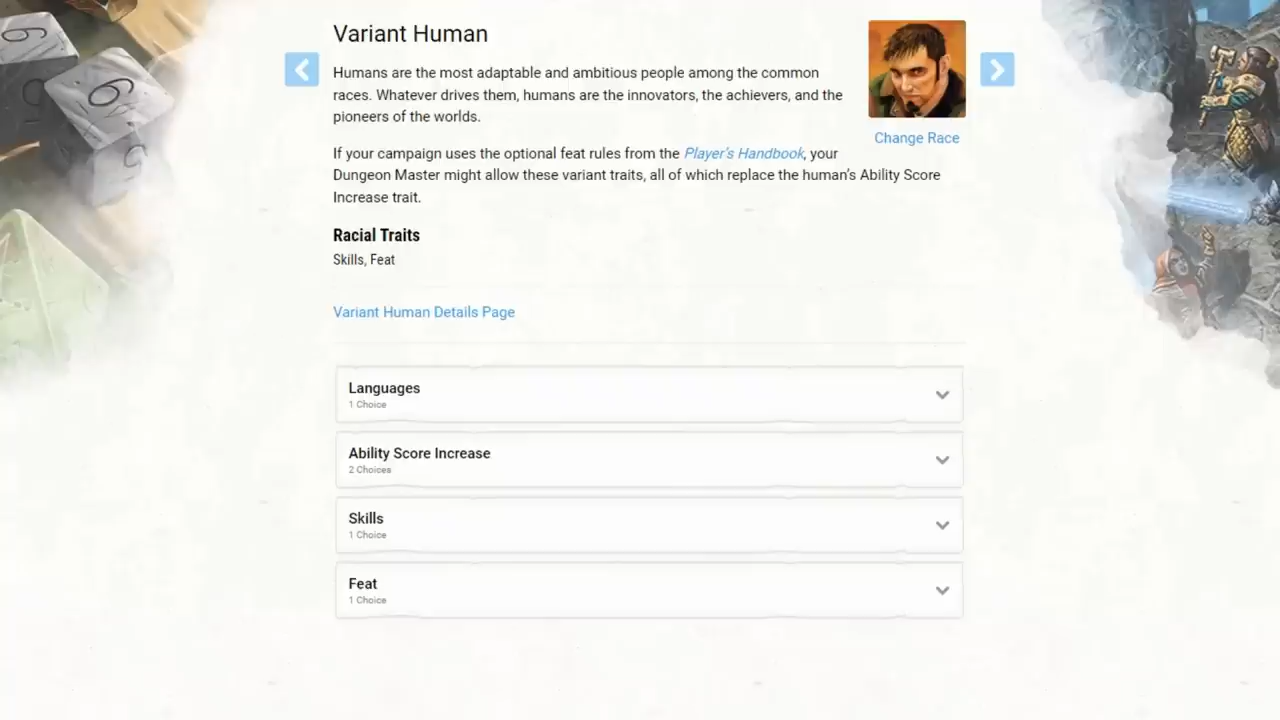 Variant Human
Humans are the most adaptable and ambitious people among the common
races. Whatever drives them, humans are the innovators, the achievers, and the
pioneers of the worlds.
Change Race
If your campaign uses the optional feat rules from the Player's Handbook, your
Dungeon Master might allow these variant traits, all of which replace the human's Ability Score
Increase trait.
Racial Traits
Skills, Feat
Variant Human Details Page
Languages
1 Choice
Ability Score Increase
2 Choices
Skills
1 Choice
Feat
1 Choice